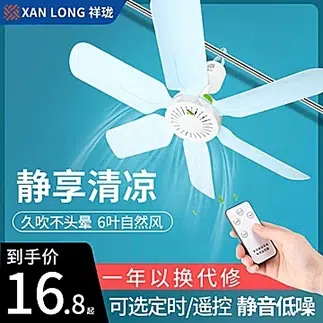 XAN LONG 祥珑
静享清凉
久吹不头晕 6叶自然风
到手价
16.8起
一年以换代修
可选定时/遥控 静音低噪